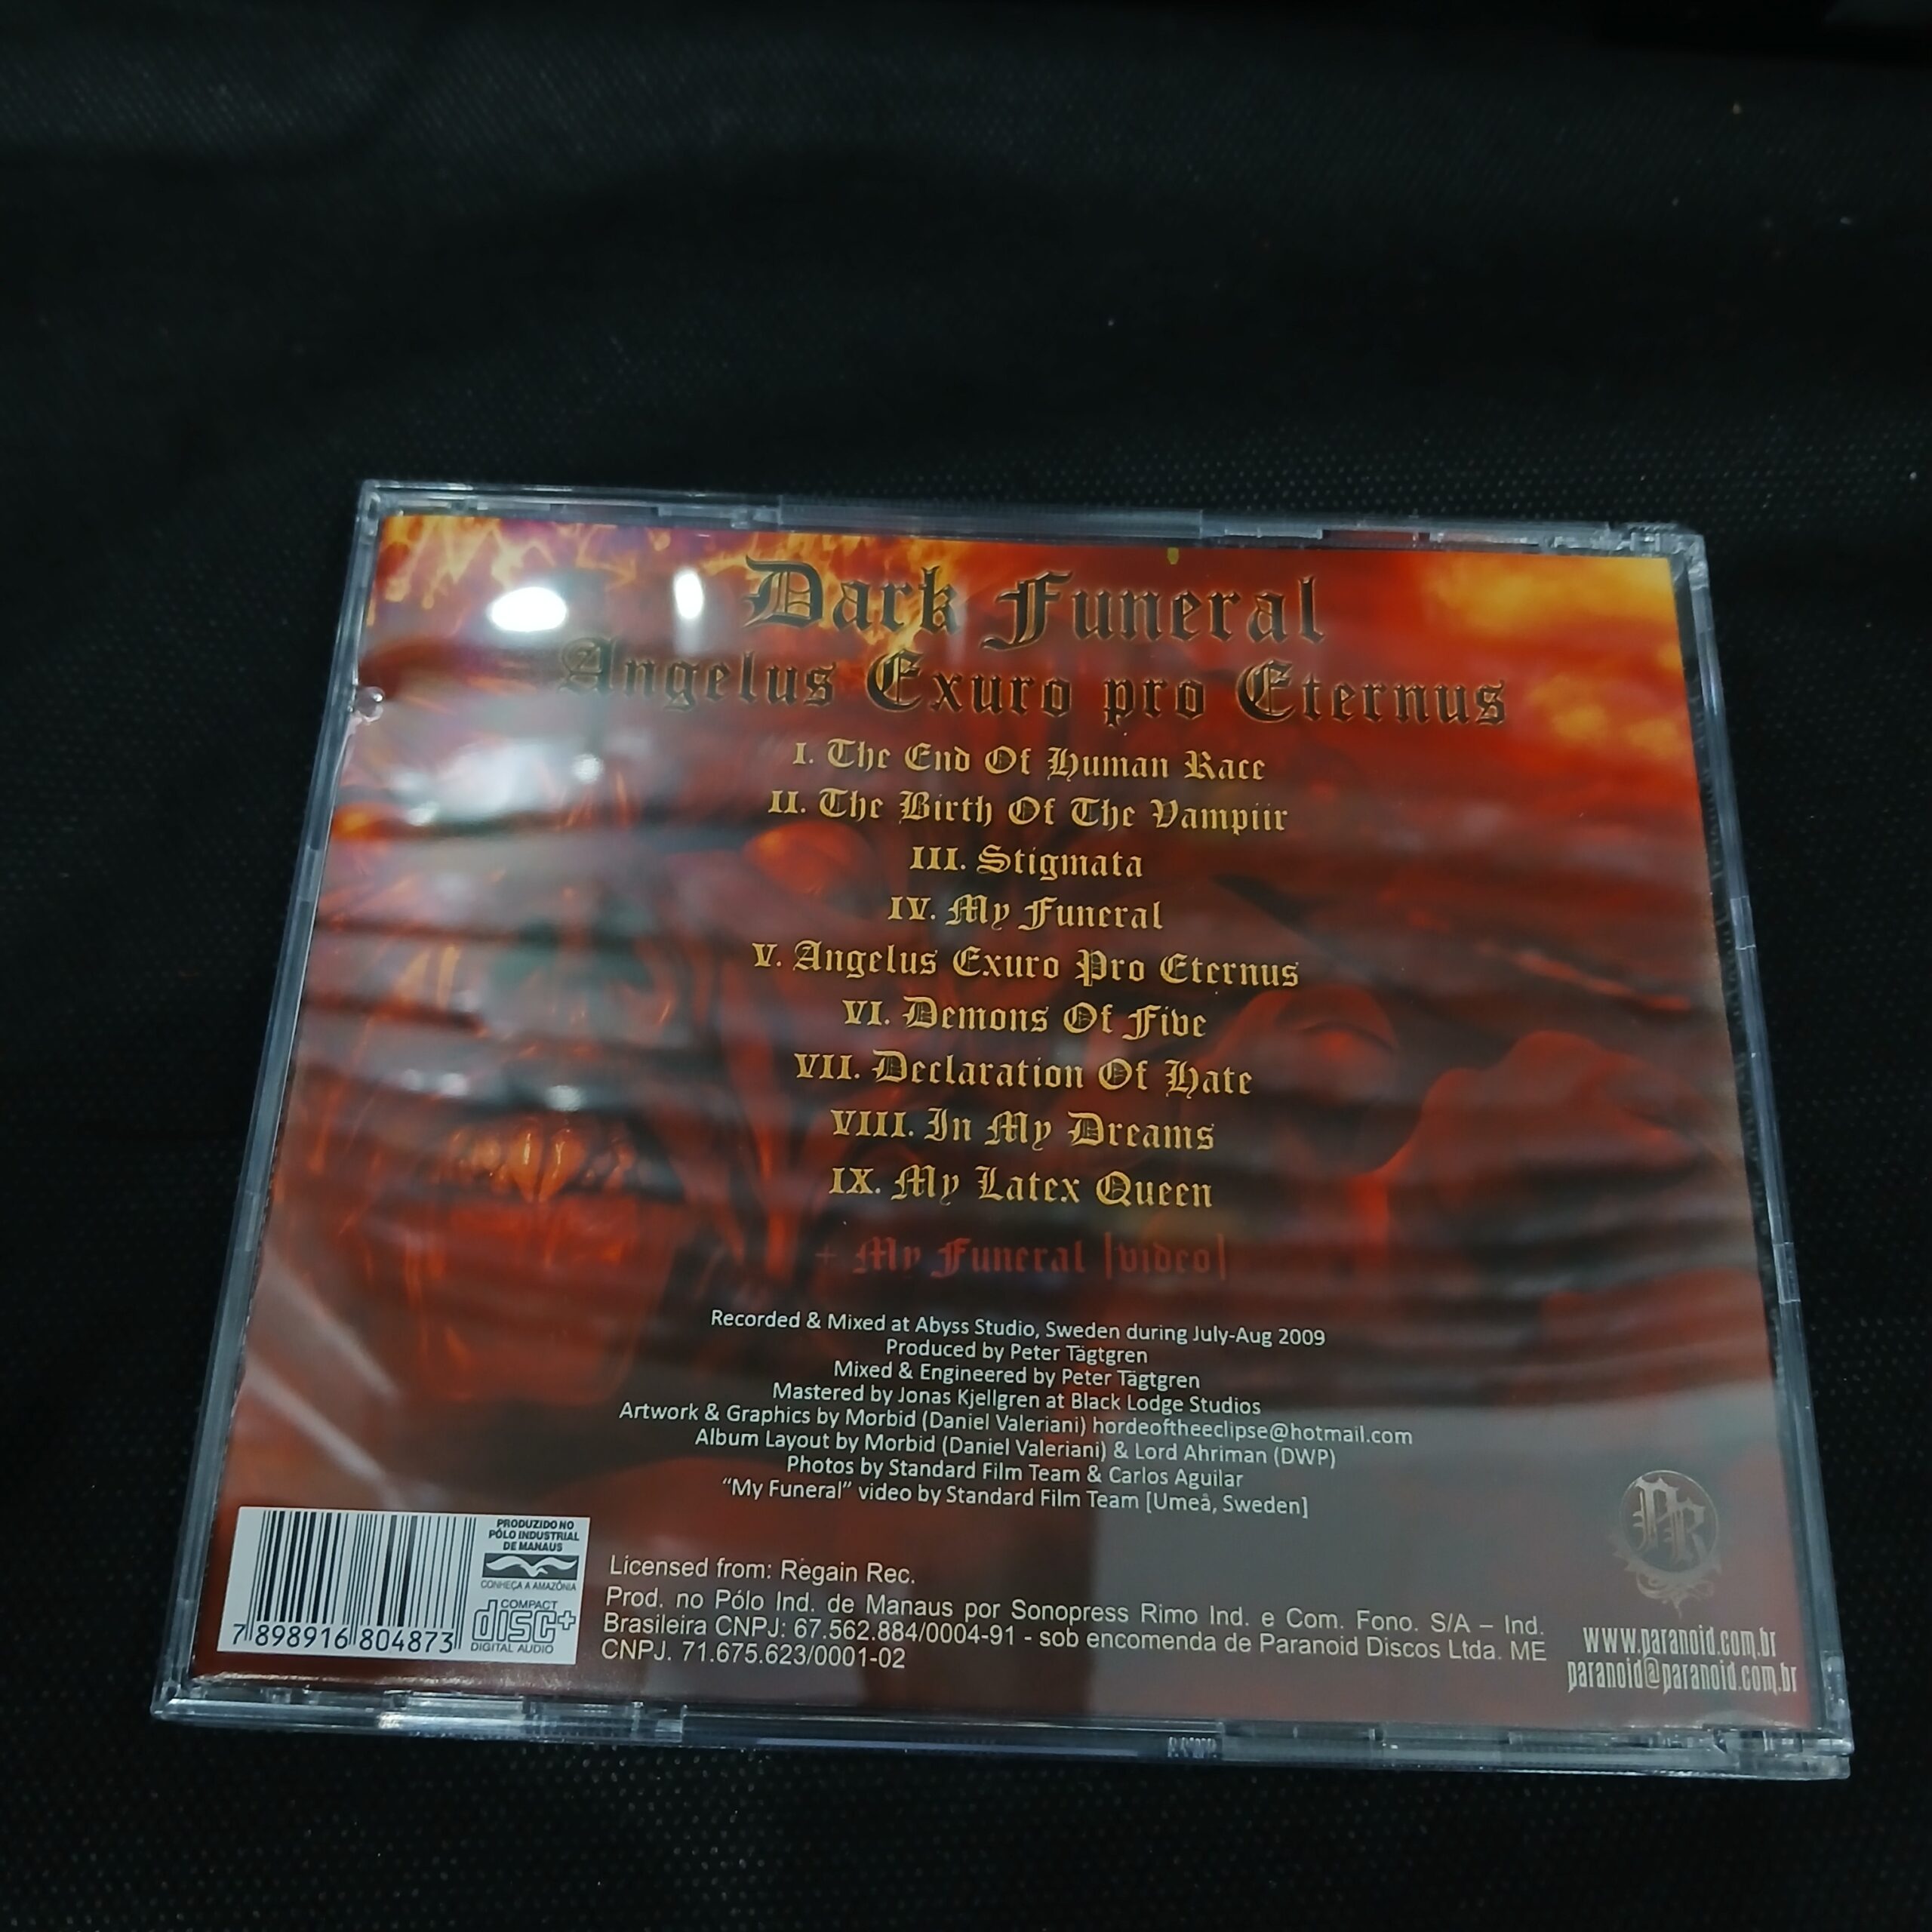 Dark Funeral
Angelus Exuro pro Eternus
I. The End Of Human Race
II. The Birth Of The Vampiir
III. Stigmata
IV. My Funeral
V. Angelus Exuro Pro Eternus
VI. Demons Of Five
VII. Declaration Of Hate
VIII. In My Dreams
IX. My Latex Queen
+ My Funeral [video]
Recorded & Mixed at Abyss Studio, Sweden during July-Aug 2009
Produced by Peter Tägtgren
Mixed & Engineered by Peter Tägtgren
Mastered by Jonas Kjellgren at Black Lodge Studios
Artwork & Graphics by Morbid (Daniel Valeriani) hordeoftheeclipse@hotmail.com
Album Layout by Morbid (Daniel Valeriani) & Lord Ahriman (DWP)
Photos by Standard Film Team & Carlos Aguilar
“My Funeral” video by Standard Film Team [Umeå, Sweden]
PRODUZIDO NO
PÓLO INDUSTRIAL
DE MANAUS
CONHEÇA A AMAZÔNIA
COMPACT
disc+
DIGITAL AUDIO
7 898916 804873
Licensed from: Regain Rec.
Prod. no Pólo Ind. de Manaus por Sonopress Rimo Ind. e Com. Fono. S/A – Ind.
Brasileira CNPJ: 67.562.884/0004-91 - sob encomenda de Paranoid Discos Ltda. ME
CNPJ. 71.675.623/0001-02
PR
www.paranoid.com.br
paranoid@paranoid.com.br